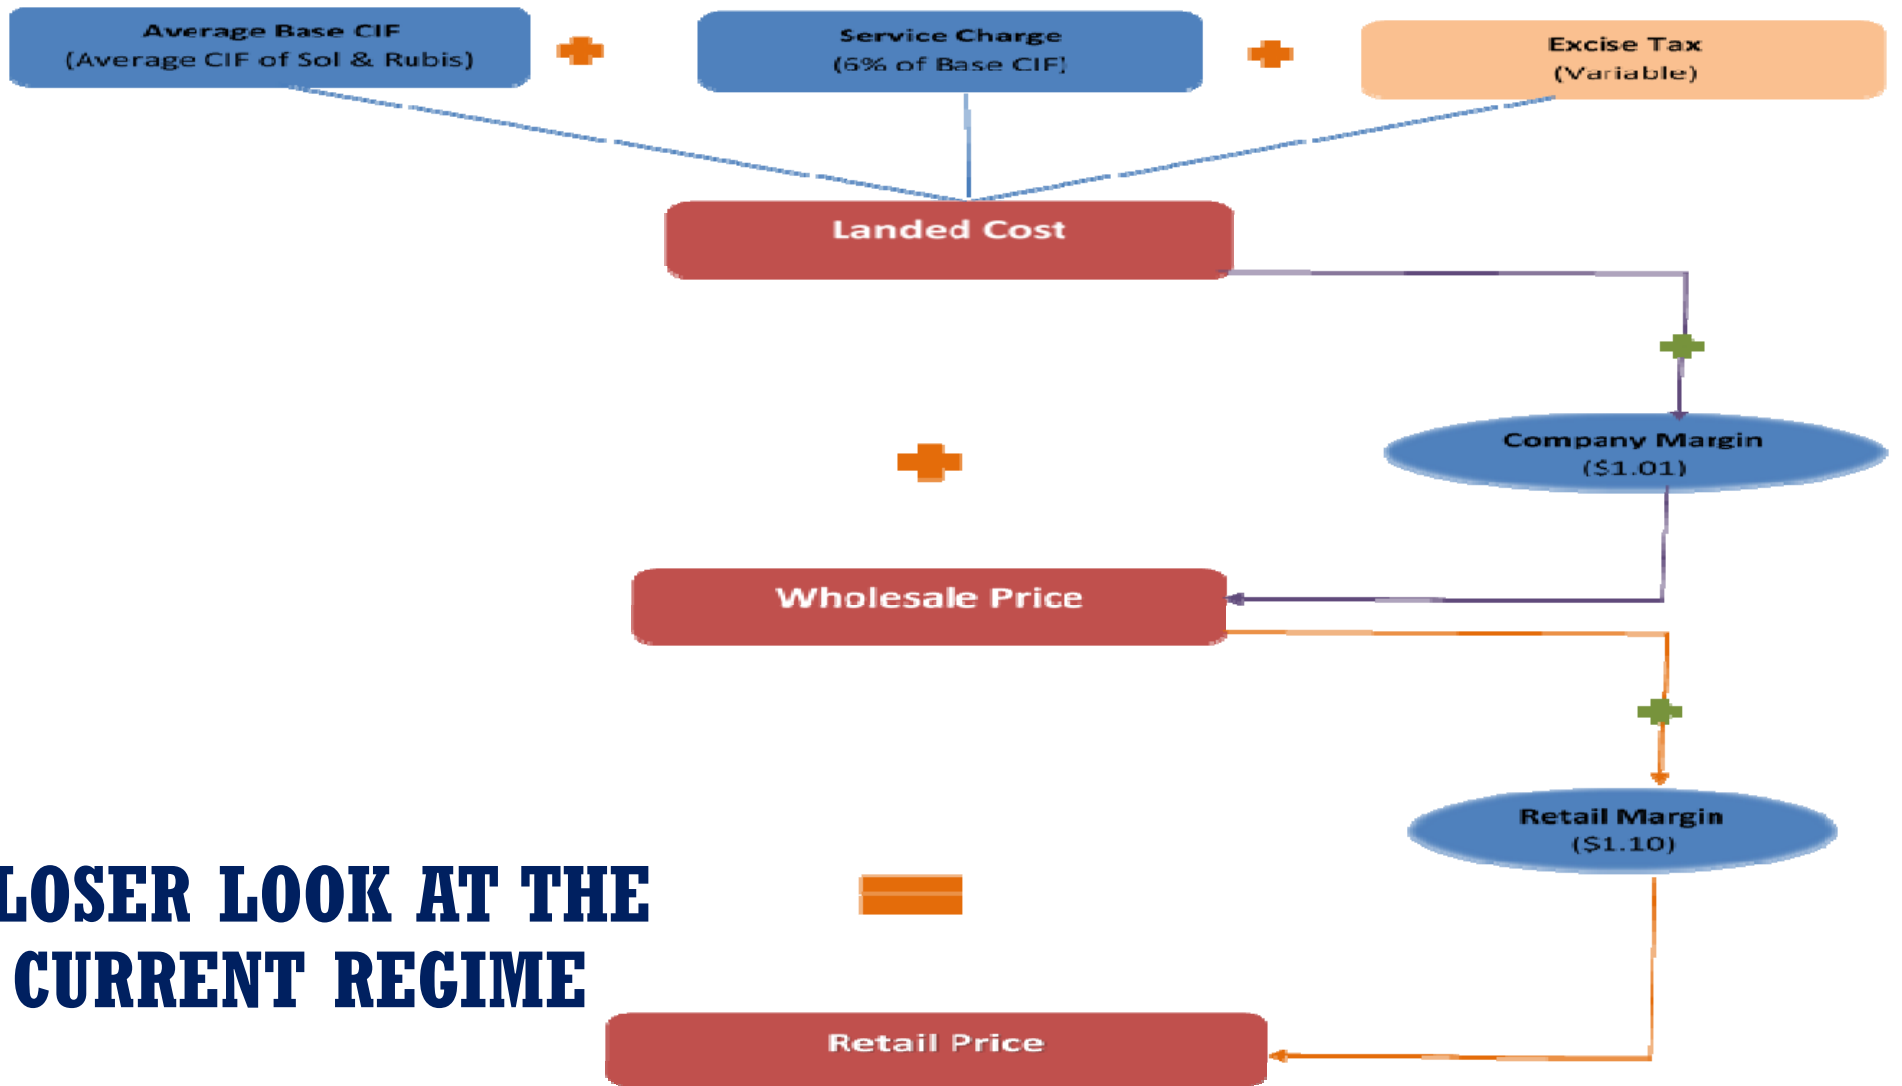 Average Base CIF
(Average CIF of Sol & Rubis)
Service Charge
(6% of Base CIF)
Excise Tax
(Variable)
Landed Cost
Company Margin
($1.01)
Wholesale Price
Retail Margin
($1.10)
LOSER LOOK AT THE
CURRENT REGIME
Retail Price